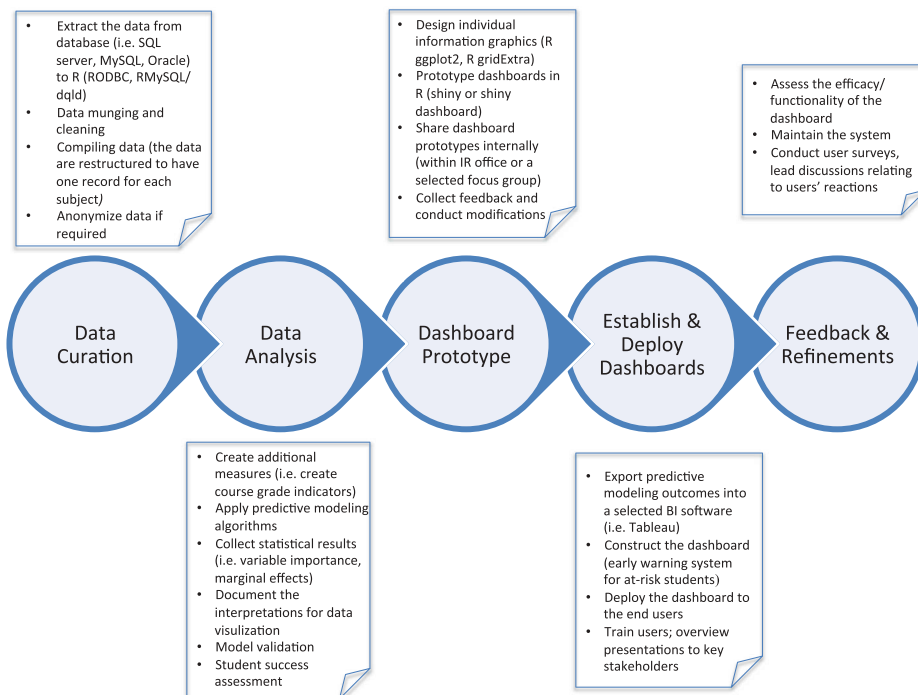 • Extract the data from
database (i.e. SQL
server, MySQL, Oracle)
to R (RODBC, RMySQL/
dqld)
• Data munging and
cleaning
• Compiling data (the data
are restructured to have
one record for each
subject)
• Anonymize data if
required
• Design individual
information graphics (R
ggplot2, R gridExtra)
• Prototype dashboards in
R (shiny or shiny
dashboard)
• Share dashboard
prototypes internally
(within IR office or a
selected focus group)
• Collect feedback and
conduct modifications
• Assess the efficacy/
functionality of the
dashboard
• Maintain the system
• Conduct user surveys,
lead discussions relating
to users’ reactions
Data
Curation
Data
Analysis
Dashboard
Prototype
Establish &
Deploy
Dashboards
Feedback &
Refinements
• Create additional
measures (i.e. create
course grade indicators)
• Apply predictive modeling
algorithms
• Collect statistical results
(i.e. variable importance,
marginal effects)
• Document the
interpretations for data
visulization
• Model validation
• Student success
assessment
• Export predictive
modeling outcomes into
a selected BI software
(i.e. Tableau)
• Construct the dashboard
(early warning system
for at-risk students)
• Deploy the dashboard to
the end users
• Train users; overview
presentations to key
stakeholders